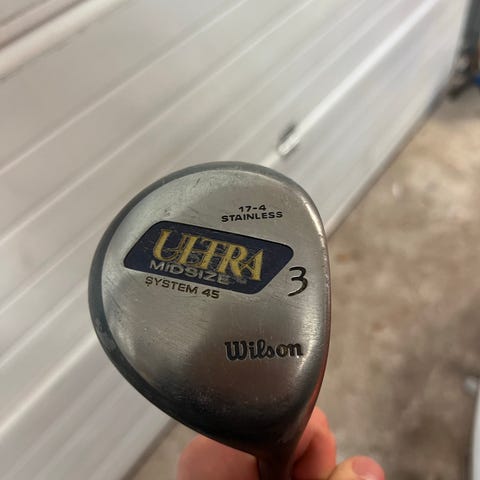 17-4
STAINLESS
ULTRA
MIDSIZE
SYSTEM 45
3
Wilson